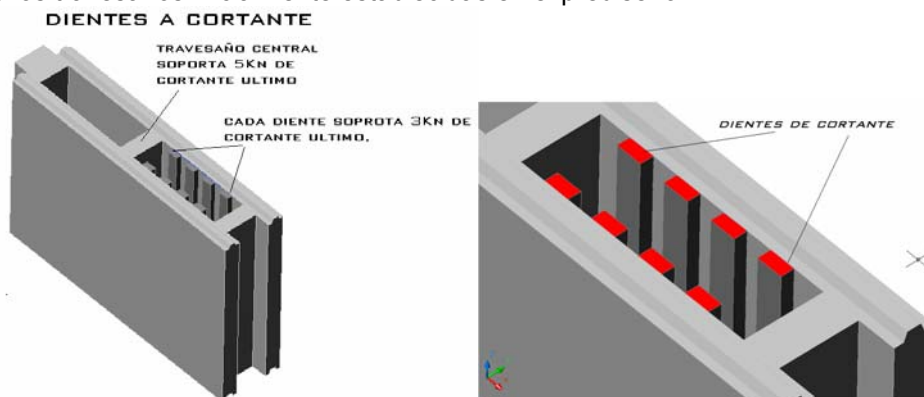 DIENTES A CORTANTE
TRAVESAÑO CENTRAL
SOPORTA 5KN DE
CORTANTE ULTIMO
CADA DIENTE SOPROTA 3KN DE
CORTANTE ULTIMO.
DIENTES DE CORTANTE